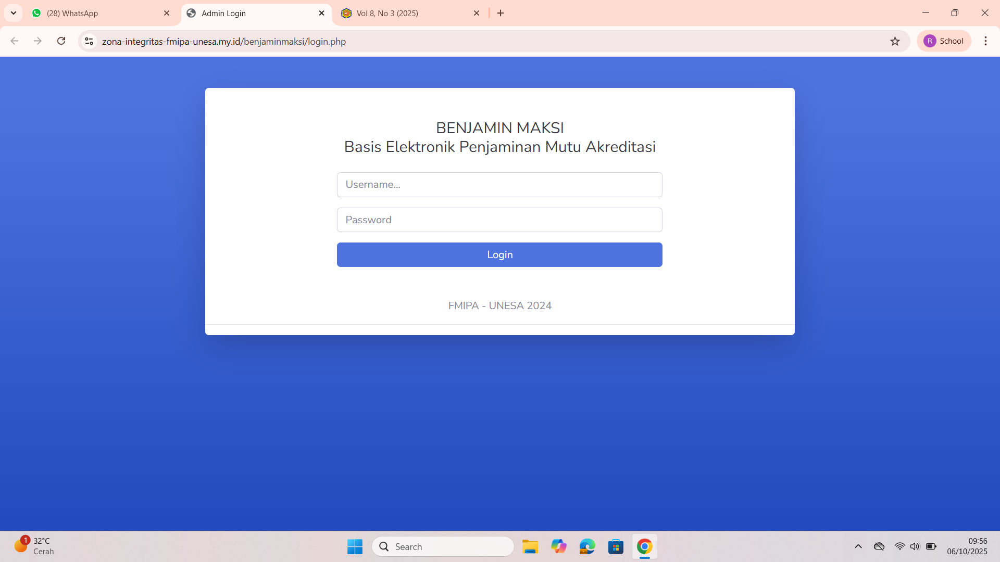 (28) WhatsApp
Admin Login
Vol 8, No 3 (2025)
zona-integritas-fmipa-unesa.my.id/benjaminmaksi/login.php
R School
BENJAMIN MAKSI
Basis Elektronik Penjaminan Mutu Akreditasi
Username...
Password
Login
FMIPA - UNESA 2024
1
32°C
Cerah
Search
09:56
06/10/2025